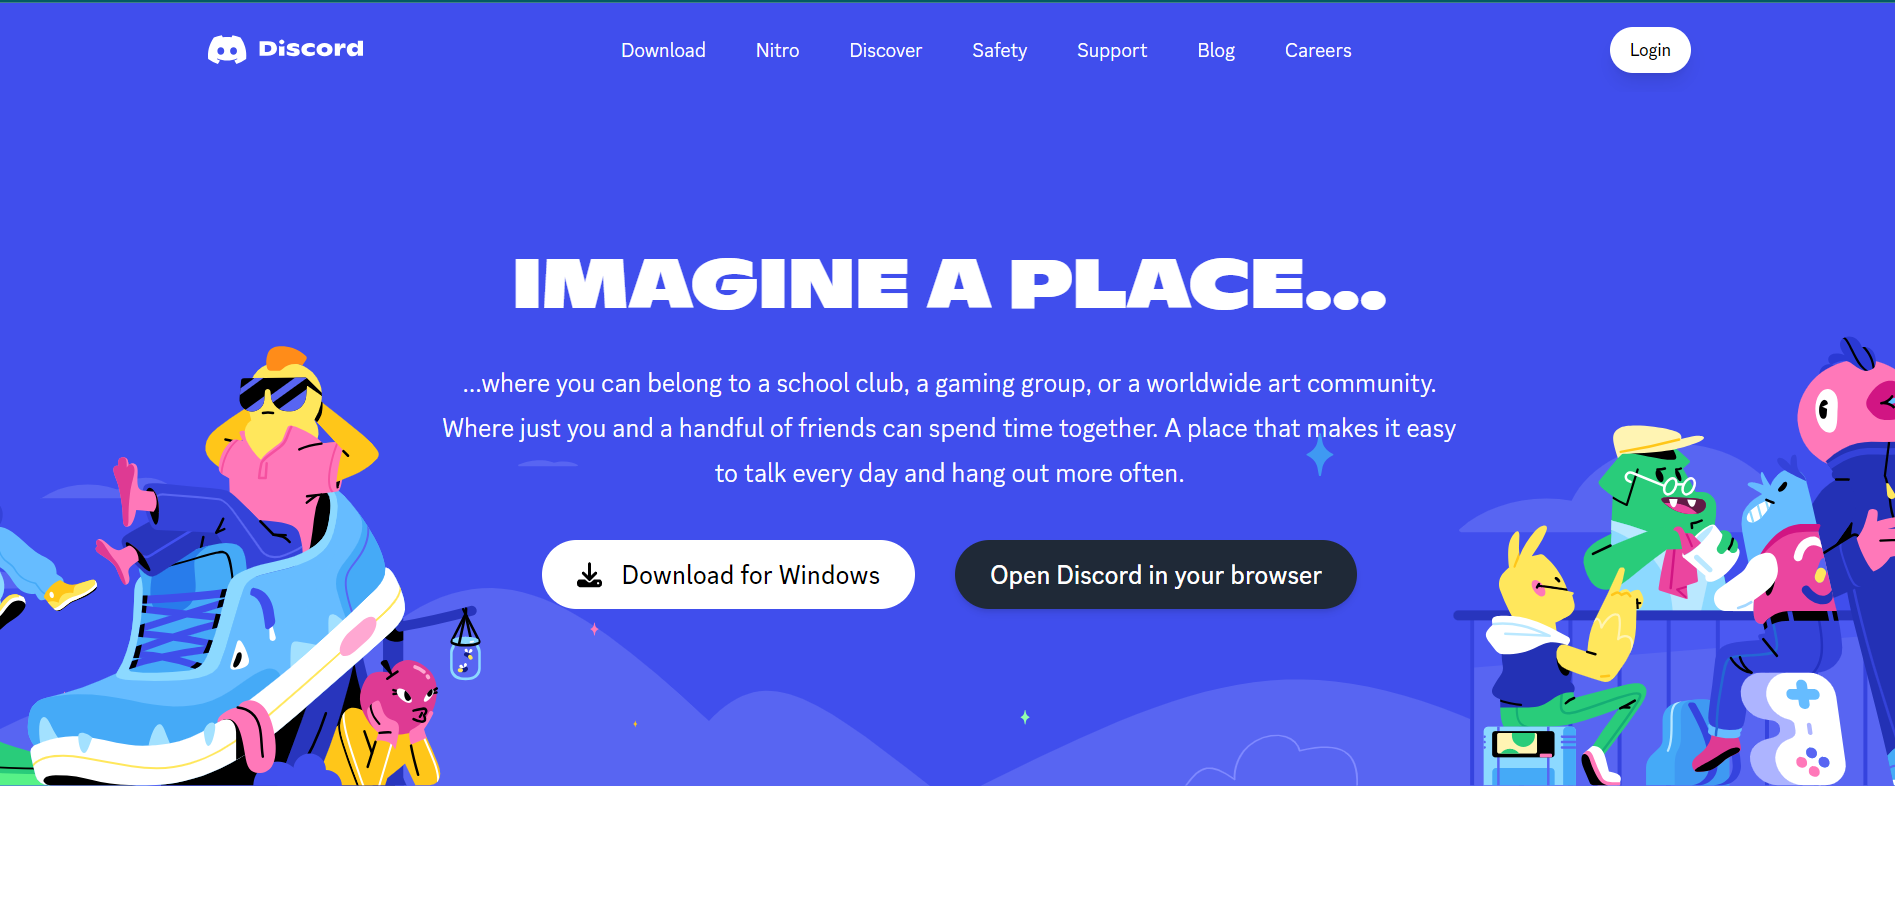 Discord
Download Nitro Discover Safety Support Blog Careers
Login
IMAGINE A PLACE...
...where you can belong to a school club, a gaming group, or a worldwide art community.
Where just you and a handful of friends can spend time together. A place that makes it easy
to talk every day and hang out more often.
Download for Windows
Open Discord in your browser